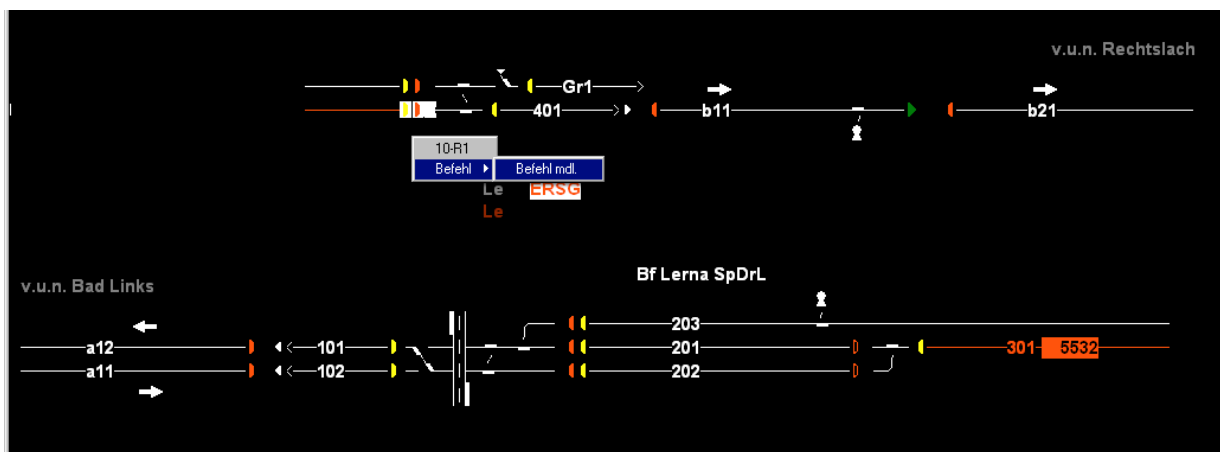 v.u.n. Rechtslach
Gr1
401 b11 b21
10-R1
Befehl Befehl mdl.
Le ERSG
Le
Bf Lerna SpDrL
v.u.n. Bad Links
203
a12 101 201 301 5532
a11 102 202